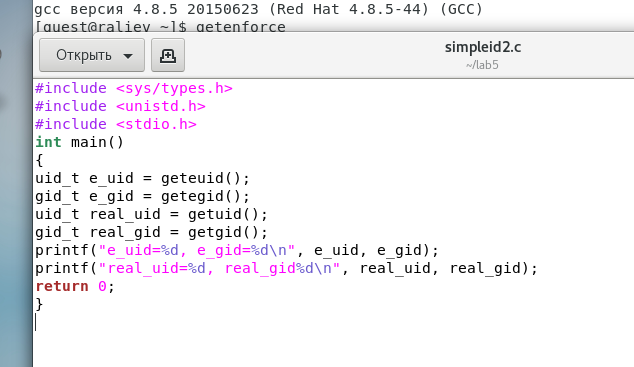 gcc версия 4.8.5 20150623 (Red Hat 4.8.5-44) (GCC)
[guest@raliev ~]$ getenforce
Открыть
simpleid2.c
~/lab5
#include <sys/types.h>
#include <unistd.h>
#include <stdio.h>
int main()
{
uid_t e_uid = geteuid();
gid_t e_gid = getegid();
uid_t real_uid = getuid();
gid_t real_gid = getgid();
printf("e_uid=%d, e_gid=%d\n", e_uid, e_gid);
printf("real_uid=%d, real_gid%d\n", real_uid, real_gid);
return 0;
}